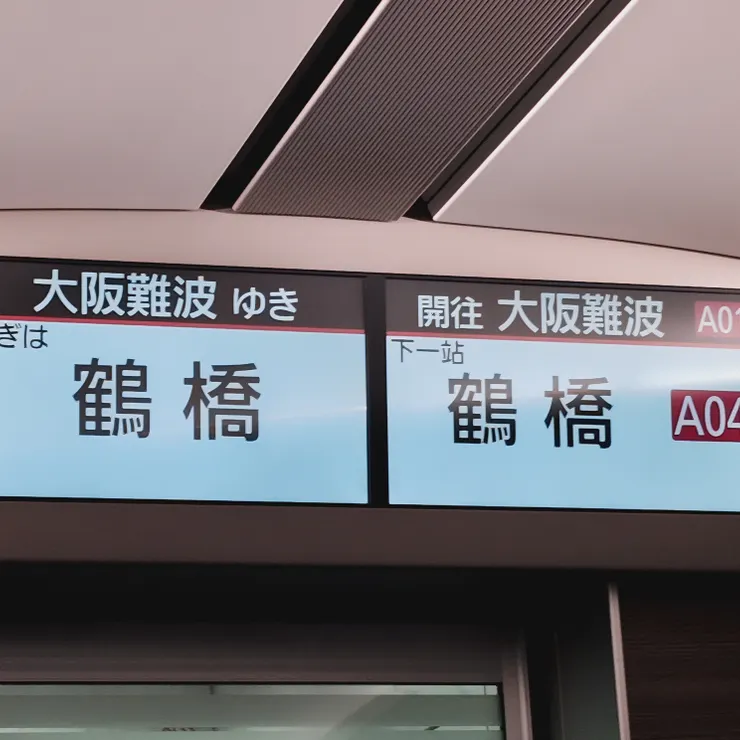 大阪難波 ゆき
ぎは
鶴橋
開往 大阪難波 A01
下一站
鶴橋 A04